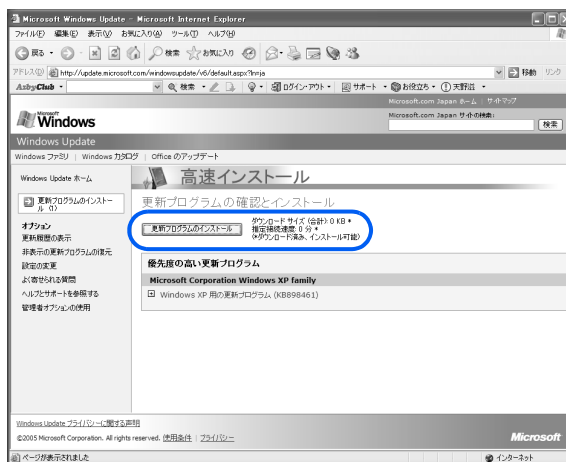 Microsoft Windows Update - Microsoft Internet Explorer
ファイル(F) 編集(E) 表示(V) お気に入り(A) ツール(T) ヘルプ(H)
戻る 検索 お気に入り
アドレス(D) http://update.microsoft.com/windowsupdate/v6/default.aspx?ln=ja 移動 リンク
AzbyClub 検索 ログイン・アウト サポート お役立ち 天野滔
Microsoft.com Japan ホーム | サイトマップ
Microsoft Windows
Microsoft.com Japan サイトの検索:
検索
Windows Update
Windows ファミリ | Windows カタログ | Office のアップデート
Windows Update ホーム
更新プログラムのインストール (1)
オプション
更新履歴の表示
非表示の更新プログラムの復元
設定の変更
よく寄せられる質問
ヘルプとサポートを参照する
管理者オプションの使用
高速インストール
更新プログラムの確認とインストール
更新プログラムのインストール
ダウンロード サイズ (合計): 0 KB *
推定接続速度: 0 分 *
(*ダウンロード済み、インストール可能)
優先度の高い更新プログラム
Microsoft Corporation Windows XP family
Windows XP 用の更新プログラム (KB898461)
Windows Update プライバシーに関する声明
©2005 Microsoft Corporation. All rights reserved. 使用条件 | プライバシー
Microsoft
ページが表示されました インターネット